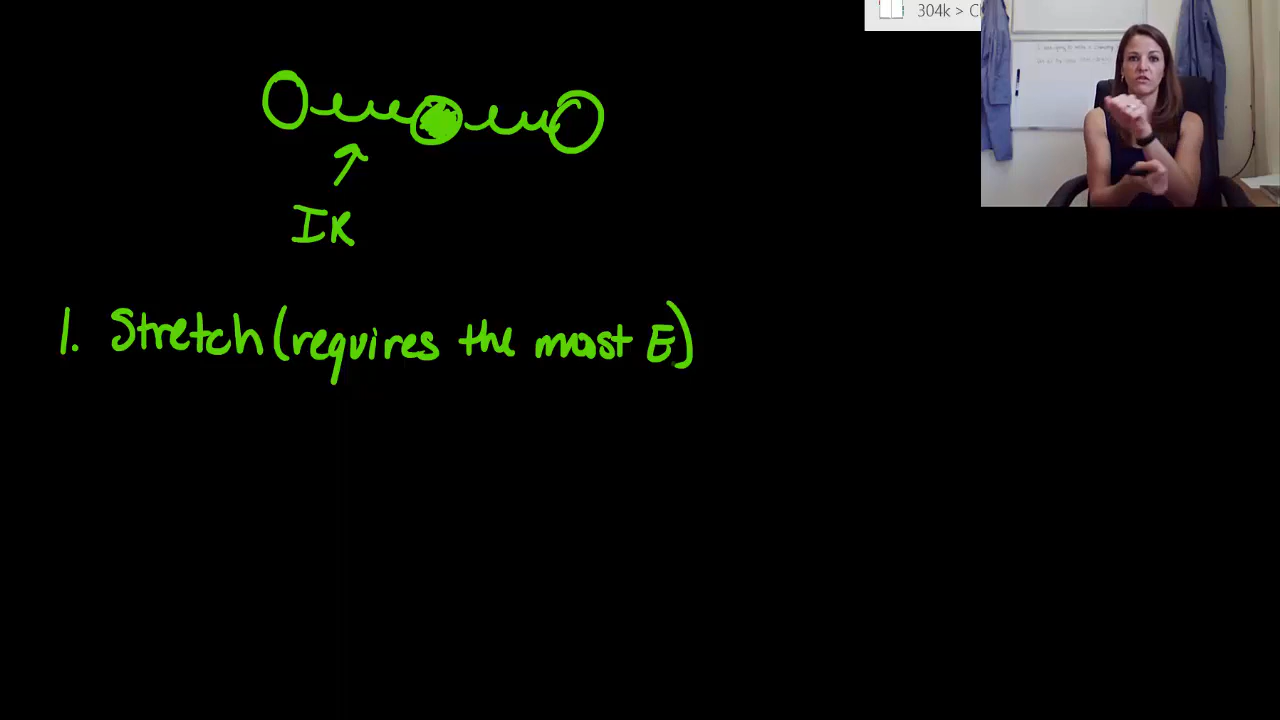 304k > C
IR
1. Stretch (requires the most E)